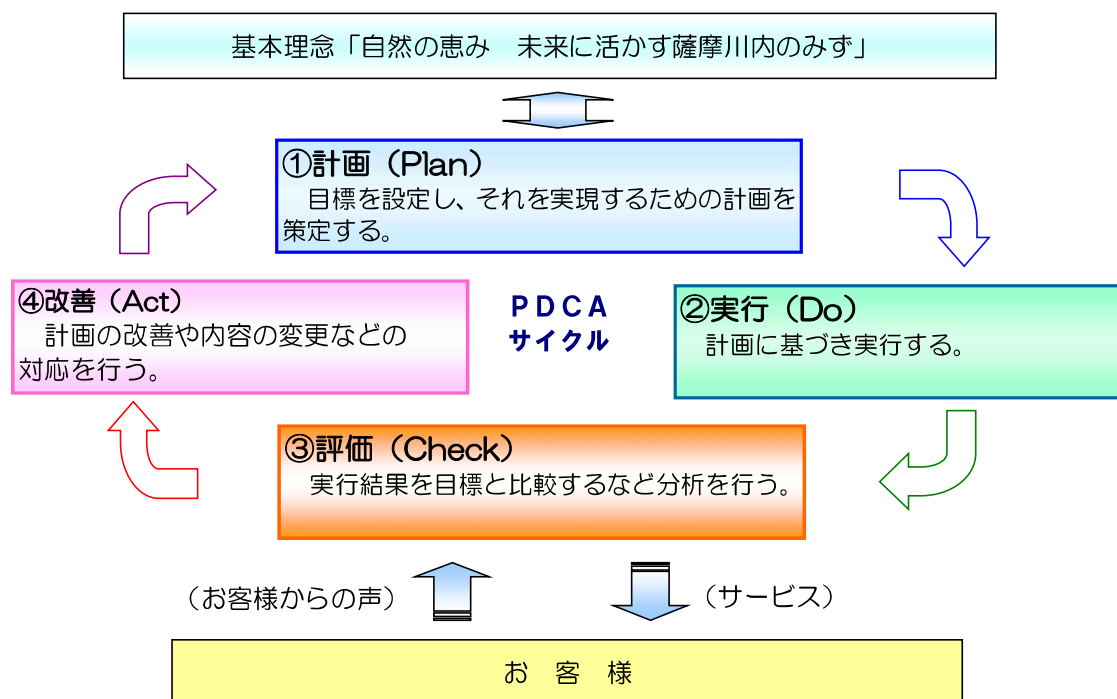 基本理念「自然の恵み　未来に活かす薩摩川内のみず」
①計画（Plan）
　目標を設定し、それを実現するための計画を
策定する。
④改善（Act）
　計画の改善や内容の変更などの
対応を行う。
ＰＤＣＡ
サイクル
②実行（Do）
　計画に基づき実行する。
③評価（Check）
　実行結果を目標と比較するなど分析を行う。
（お客様からの声）
（サービス）
お　客　様